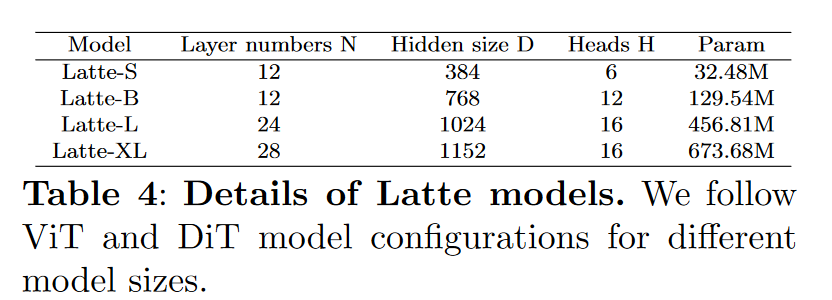 Model Layer numbers N Hidden size D Heads H Param
Latte-S 12 384 6 32.48M
Latte-B 12 768 12 129.54M
Latte-L 24 1024 16 456.81M
Latte-XL 28 1152 16 673.68M
Table 4: Details of Latte models. We follow
ViT and DiT model configurations for different
model sizes.